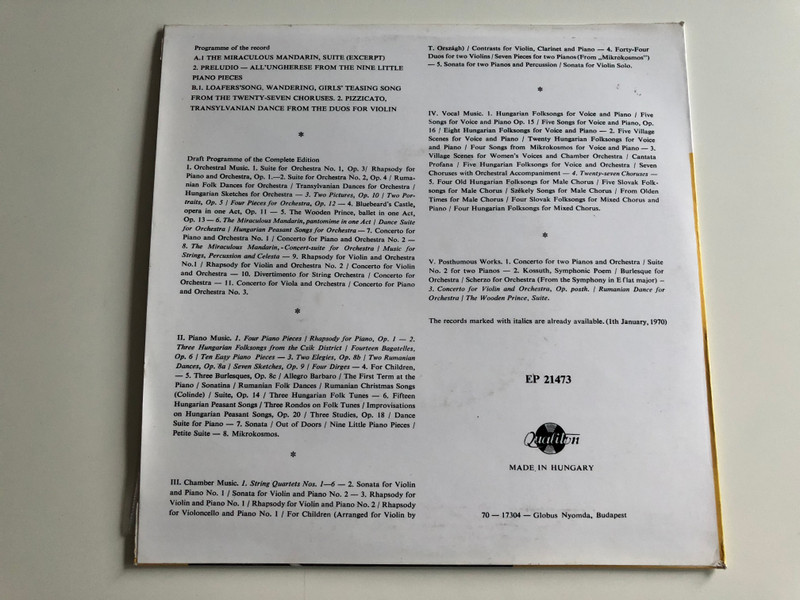 Programme of the record
A.1 THE MIRACULOUS MANDARIN, SUITE (EXCERPT)
2. PRELUDIO — ALL'UNGHERESE FROM THE NINE LITTLE
PIANO PIECES
B.1. LOAFERS'SONG, WANDERING, GIRLS' TEASING SONG
FROM THE TWENTY-SEVEN CHORUSES. 2. PIZZICATO,
TRANSYLVANIAN DANCE FROM THE DUOS FOR VIOLIN
*
Draft Programme of the Complete Edition
I. Orchestral Music. 1. Suite for Orchestra No. 1, Op. 3/ Rhapsody for
Piano and Orchestra, Op. 1.—2. Suite for Orchestra No. 2, Op. 4 / Ruma-
nian Folk Dances for Orchestra / Transylvanian Dances for Orchestra /
Hungarian Sketches for Orchestra — 3. Two Pictures, Op. 10 / Two Por-
traits, Op. 5 / Four Pieces for Orchestra, Op. 12 — 4. Bluebeard's Castle,
opera in one Act, Op. 11 — 5. The Wooden Prince, ballet in one Act,
Op. 13 — 6. The Miraculous Mandarin, pantomime in one Act / Dance Suite
for Orchestra / Hungarian Peasant Songs for Orchestra — 7. Concerto for
Piano and Orchestra No. 1 / Concerto for Piano and Orchestra No. 2 —
8. The Miraculous Mandarin,-Concert-suite for Orchestra / Music for
Strings, Percussion and Celesta — 9. Rhapsody for Violin and Orchestra
No.1 / Rhapsody for Violin and Orchestra No. 2 / Concerto for Violin
and Orchestra — 10. Divertimento for String Orchestra / Concerto for
Orchestra — 11. Concerto for Viola and Orchestra / Concerto for Piano
and Orchestra No. 3.
*
II. Piano Music. 1. Four Piano Pieces / Rhapsody for Piano, Op. 1 — 2.
Three Hungarian Folksongs from the Csik District / Fourteen Bagatelles,
Op. 6 / Ten Easy Piano Pieces — 3. Two Elegies, Op. 8b / Two Rumanian
Dances, Op. 8a / Seven Sketches, Op. 9 / Four Dirges — 4. For Children,
— 5. Three Burlesques, Op. 8c / Allegro Barbaro / The First Term at the
Piano / Sonatina / Rumanian Folk Dances / Rumanian Christmas Songs
(Colinde) / Suite, Op. 14 / Three Hungarian Folk Tunes — 6. Fifteen
Hungarian Peasant Songs / Three Rondos on Folk Tunes / Improvisations
on Hungarian Peasant Songs, Op. 20 / Three Studies, Op. 18 / Dance
Suite for Piano — 7. Sonata / Out of Doors / Nine Little Piano Pieces /
Petite Suite — 8. Mikrokosmos.
*
III. Chamber Music. 1. String Quartets Nos. 1—6 — 2. Sonata for Violin
and Piano No. 1 / Sonata for Violin and Piano No. 2 — 3. Rhapsody for
Violin and Piano No. 1 / Rhapsody for Violin and Piano No. 2 / Rhapsody
for Violoncello and Piano No. 1 / For Children (Arranged for Violin by
T. Országh) / Contrasts for Violin, Clarinet and Piano — 4. Forty-Four
Duos for two Violins / Seven Pieces for two Pianos (From „Mikrokosmos")
— 5. Sonata for two Pianos and Percussion / Sonata for Violin Solo.
*
IV. Vocal Music. 1. Hungarian Folksongs for Voice and Piano / Five
Songs for Voice and Piano Op. 15 / Five Songs for Voice and Piano, Op.
16 / Eight Hungarian Folksongs for Voice and Piano — 2. Five Village
Scenes for Voice and Piano / Twenty Hungarian Folksongs for Voice
and Piano / Four Songs from Mikrokosmos for Voice and Piano — 3.
Village Scenes for Women's Voices and Chamber Orchestra / Cantata
Profana / Five Hungarian Folksongs for Voice and Orchestra / Seven
Choruses with Orchestral Accompaniment — 4. Twenty-seven Choruses —
5. Four Old Hungarian Folk Songs for Male Chorus / Five Slovak Folk-
songs for Male Chorus / Székely Songs for Male Chorus / From Olden
Times for Male Chorus / Four Slovak Folksongs for Mixed Chorus and
Piano / Four Hungarian Folksongs for Mixed Chorus.
*
V. Posthumous Works. 1. Concerto for two Pianos and Orchestra / Suite
No. 2 for two Pianos — 2. Kossuth, Symphonic Poem / Burlesque for
Orchestra / Scherzo for Orchestra (From the Symphony in E flat major) —
3. Concerto for Violin and Orchestra, Op. posth. / Rumanian Dance for
Orchestra / The Wooden Prince, Suite.
The records marked with italics are already available. (1th January, 1970)
EP 21473
Qualiton
MADE IN HUNGARY
70 — 17304 — Globus Nyomda, Budapest